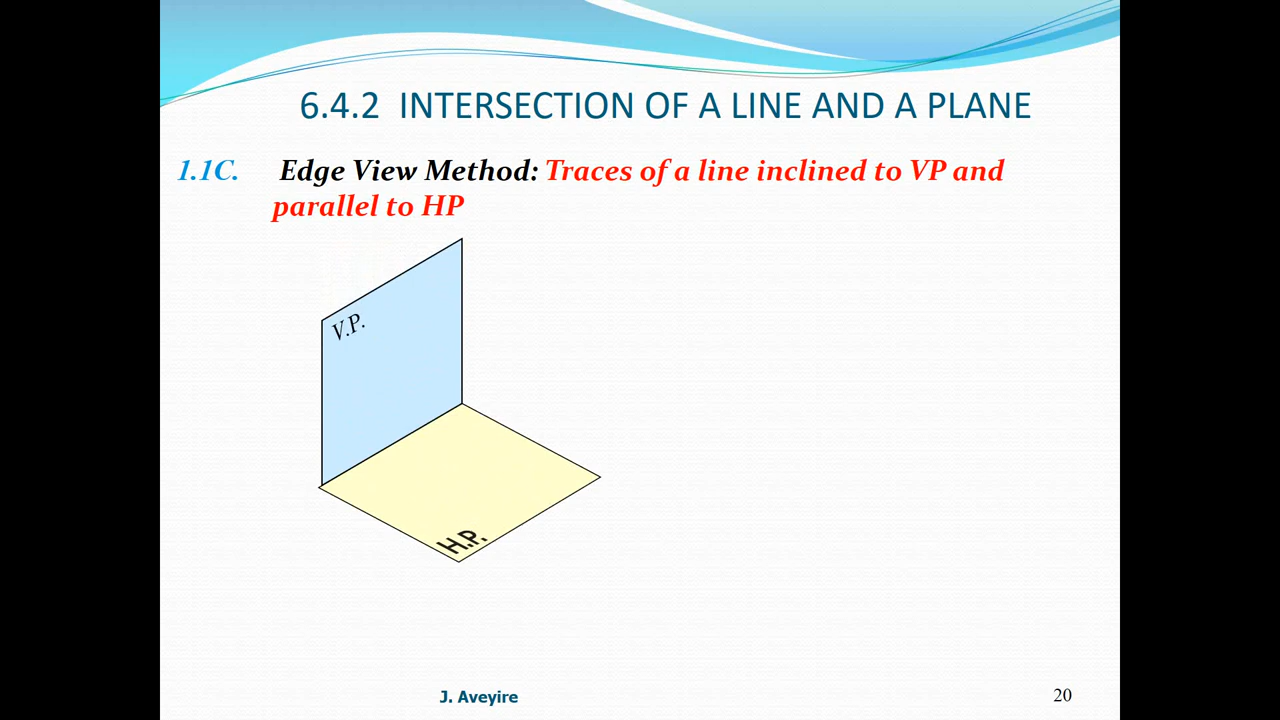 6.4.2 INTERSECTION OF A LINE AND A PLANE
1.1C. Edge View Method: Traces of a line inclined to VP and
parallel to HP
V.P.
H.P.
J. Aveyire
20